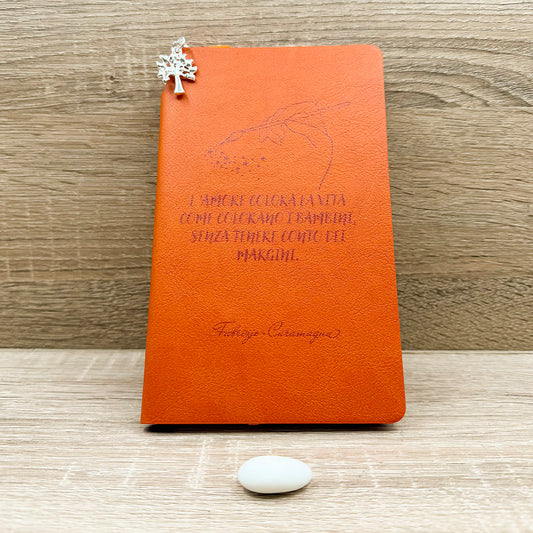 L'AMORE COLORA LA VITA
COME COLORANO I BAMBINI,
SENZA TENERE CONTO DEI
MARGINI.
Fabrizio Caramagna